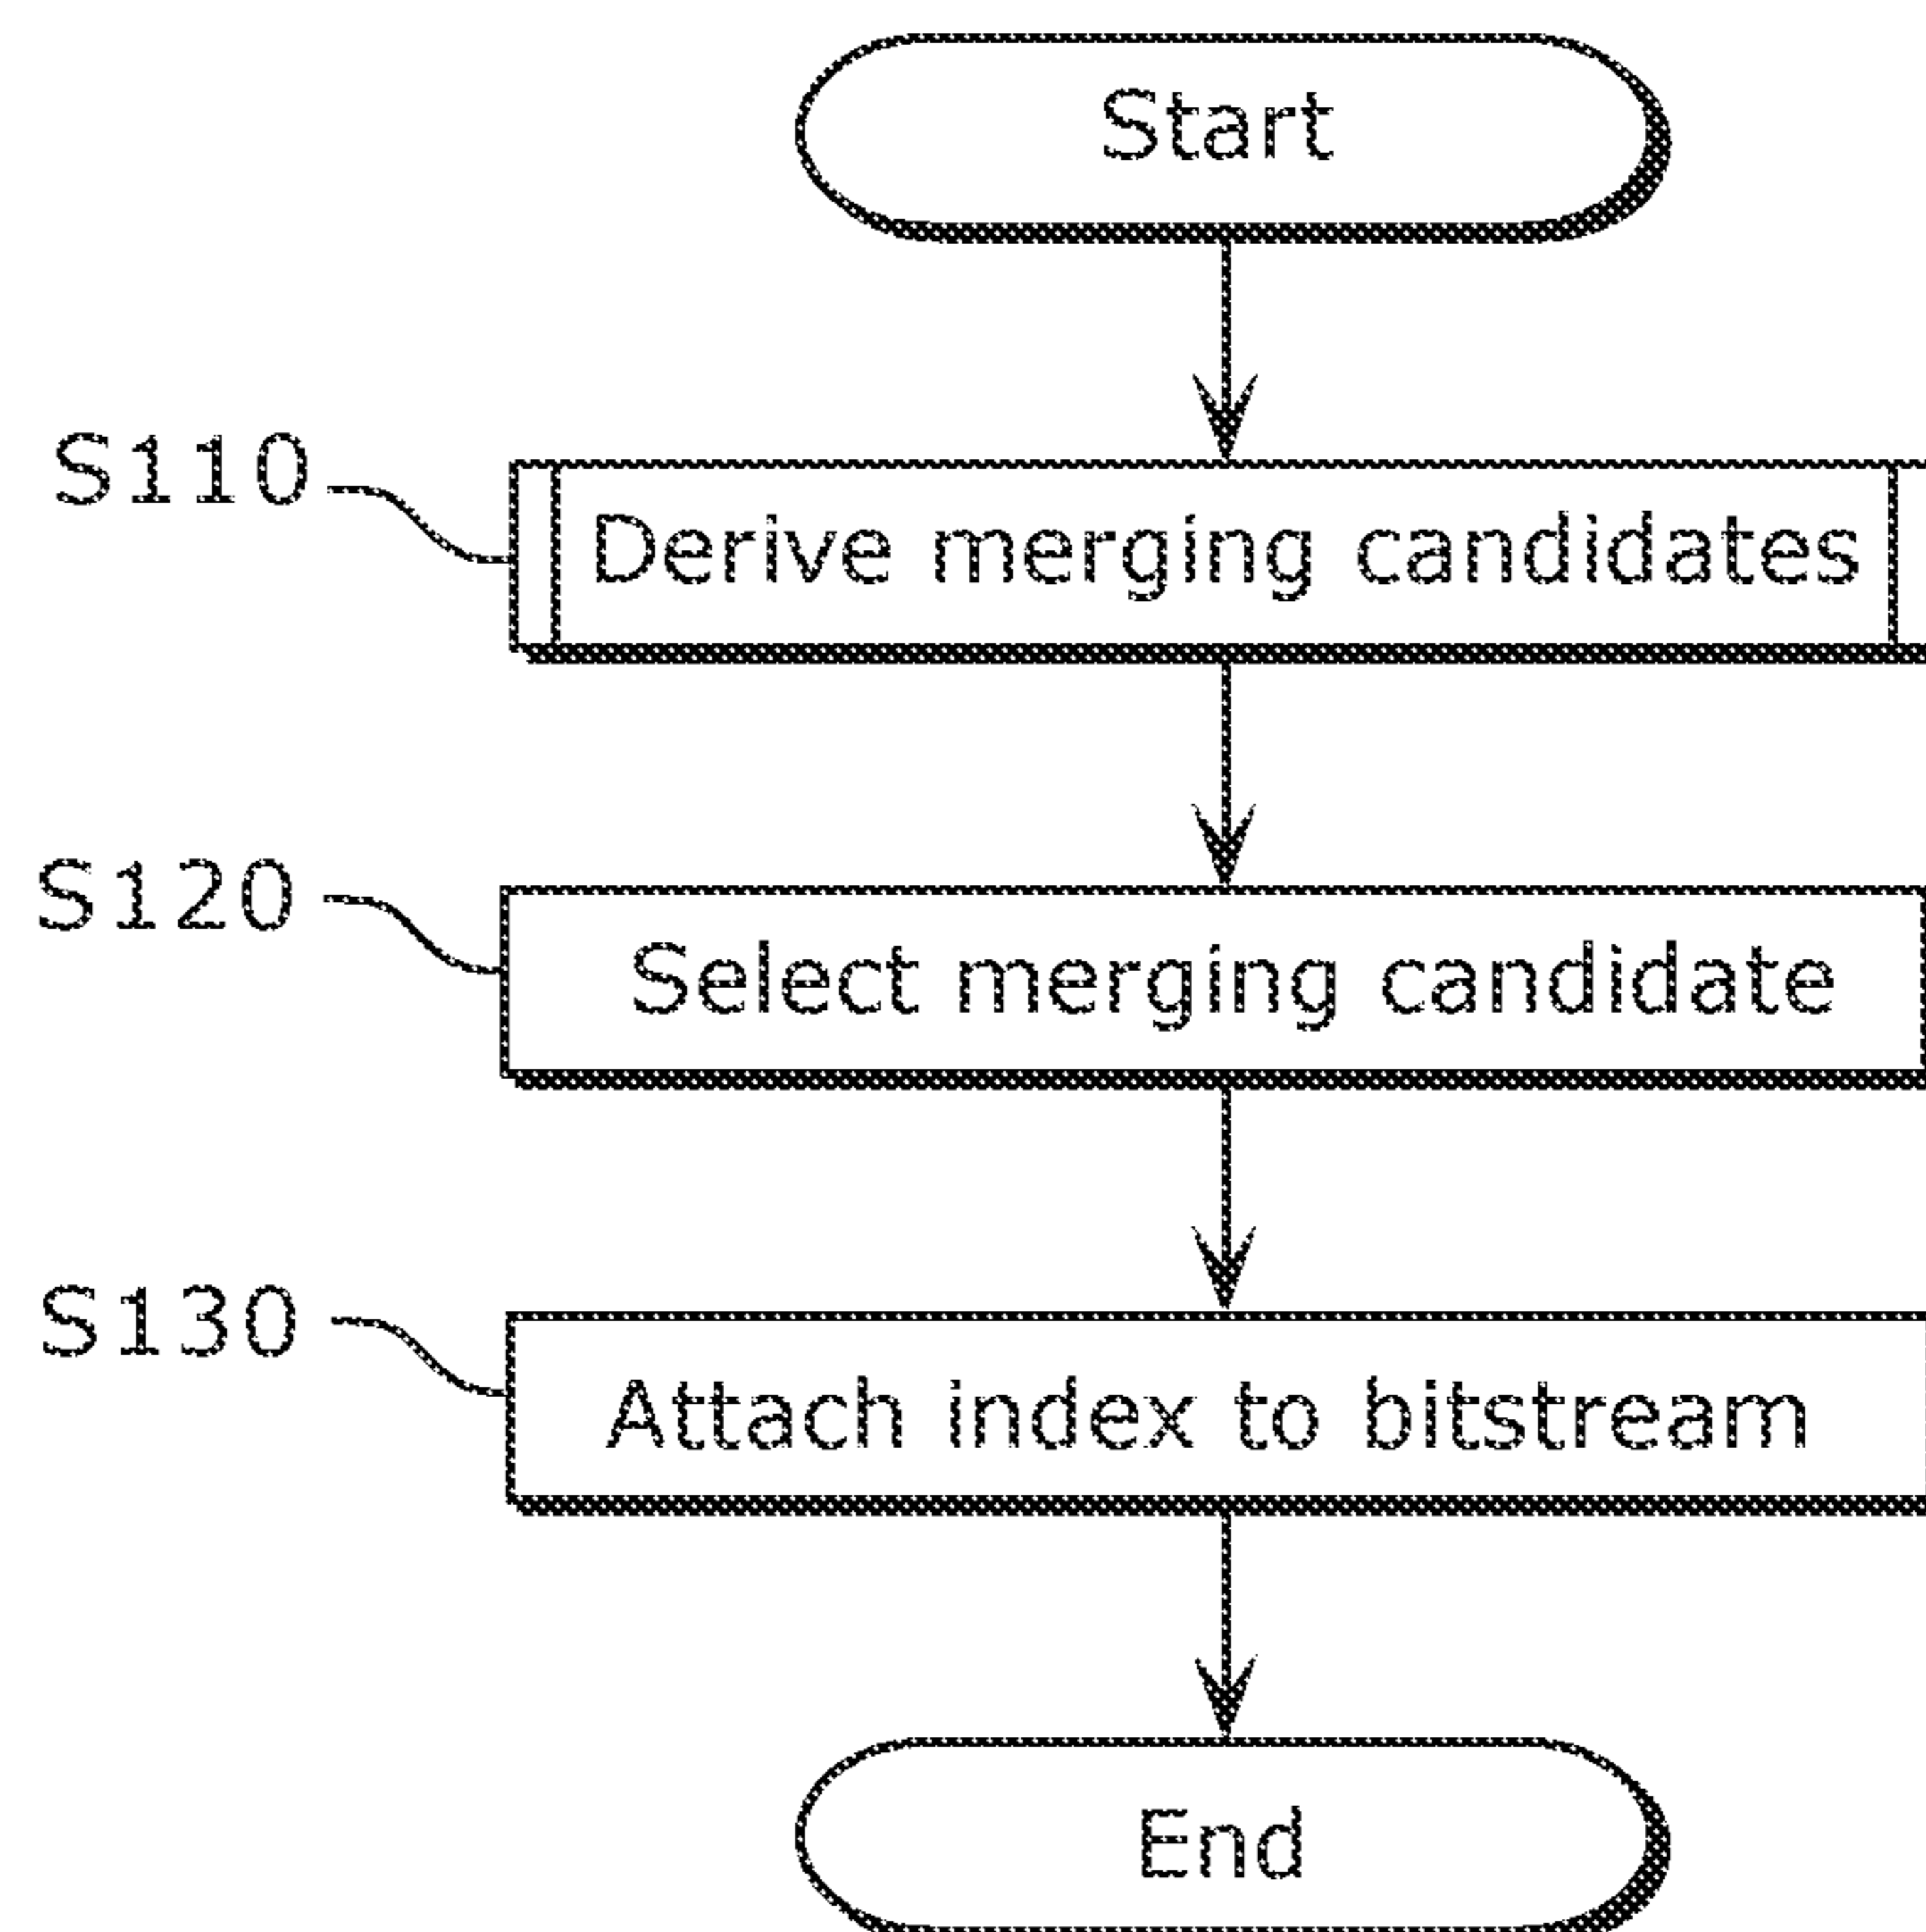 Start
S110
Derive merging candidates
S120
Select merging candidate
S130
Attach index to bitstream
End